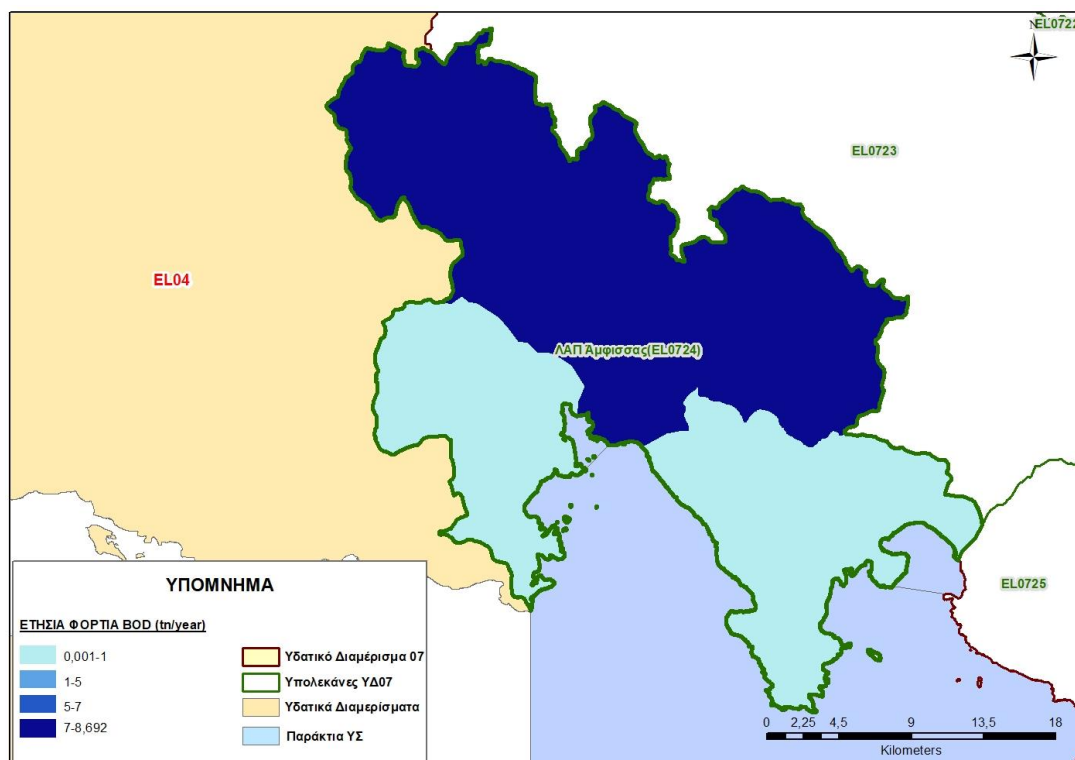 EL0722
N
EL0723
EL04
ΛΑΠ Άμφισσας(EL0724)
EL0725
ΥΠΟΜΝΗΜΑ
ΕΤΗΣΙΑ ΦΟΡΤΙΑ BOD (tn/year)
0,001-1
1-5
5-7
7-8,692
Υδατικό Διαμέρισμα 07
Υπολεκάνες ΥΔ07
Υδατικά Διαμερίσματα
Παράκτια ΥΣ
0 2,25 4,5 9 13,5 18
Kilometers